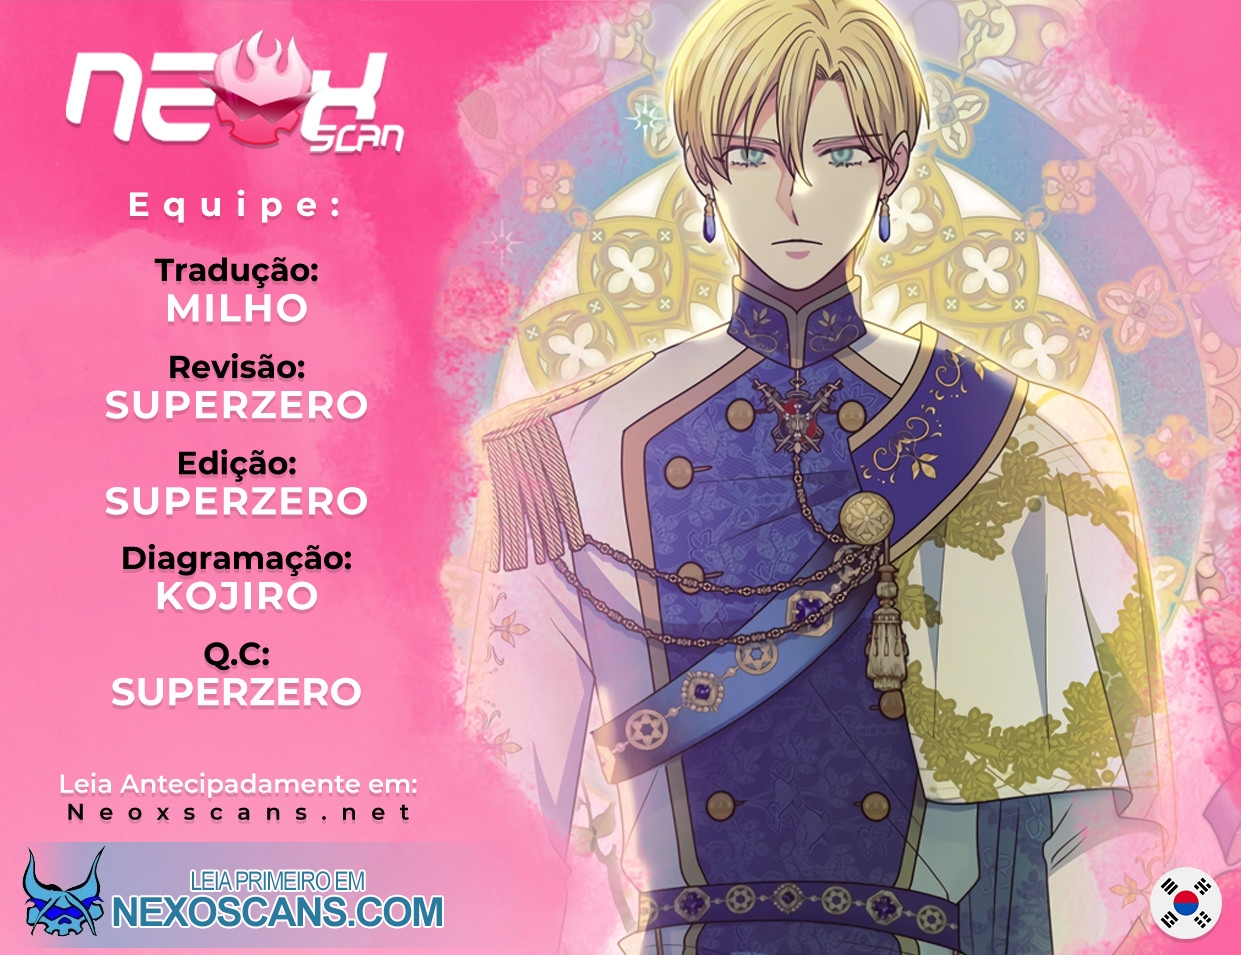 NEOX
SCAN
Equipe:
Tradução:
MILHO
Revisão:
SUPERZERO
Edição:
SUPERZERO
Diagramação:
KOJIRO
Q.C:
SUPERZERO
Leia Antecipadamente em:
Neoxscans.net
LEIA PRIMEIRO EM
NEXOSCANS.COM